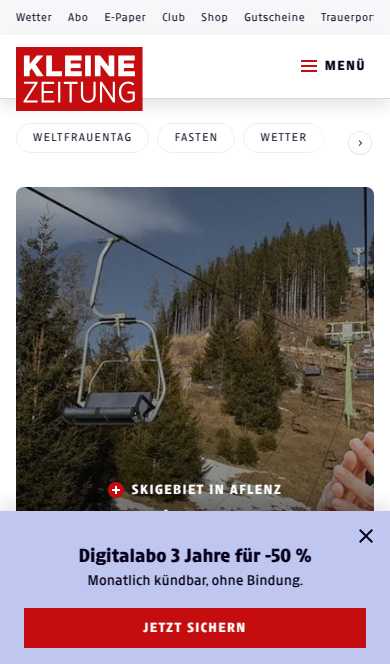 Wetter Abo E-Paper Club Shop Gutscheine Trauerpor
KLEINE
ZEITUNG
MENÜ
WELTFRAUENTAG FASTEN WETTER
SKIGEBIET IN AFLENZ
Digitalabo 3 Jahre für -50 %
Monatlich kündbar, ohne Bindung.
JETZT SICHERN